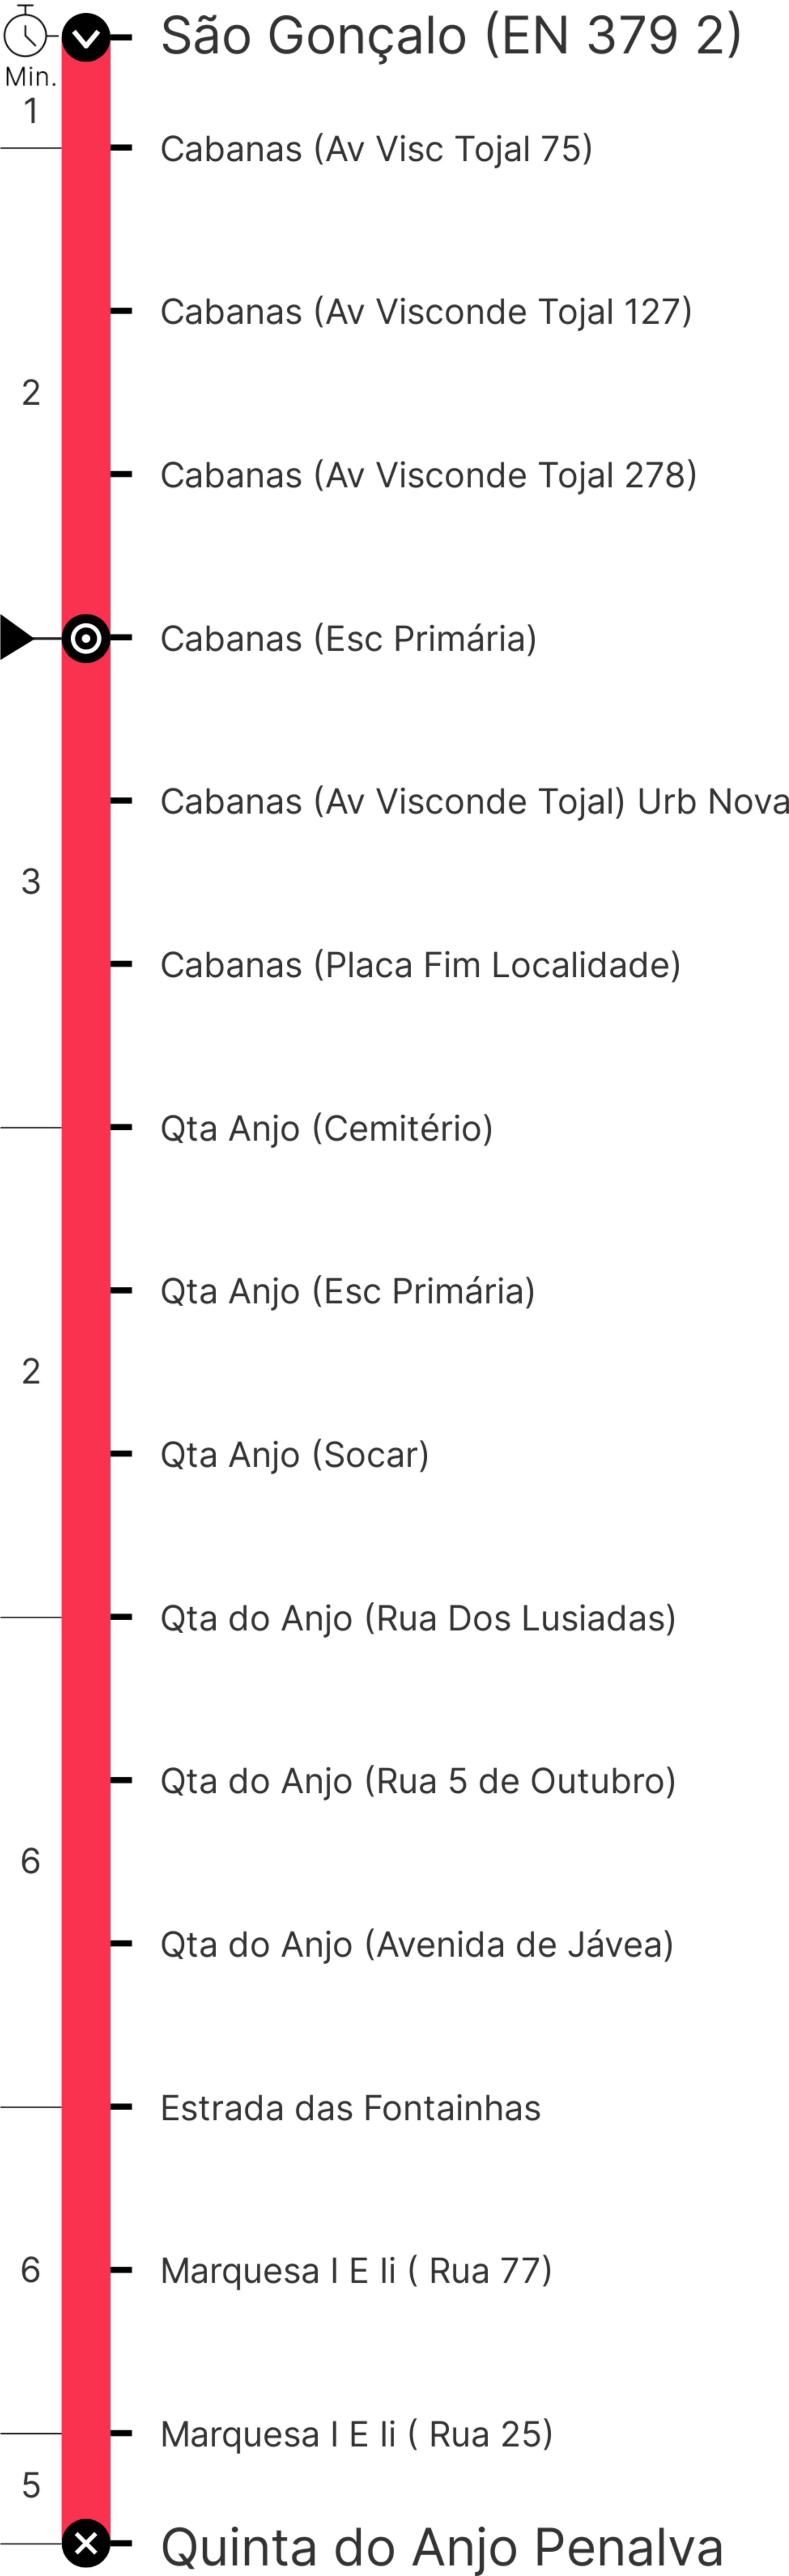 São Gonçalo (EN 379 2)
Min.
1
Cabanas (Av Visc Tojal 75)
Cabanas (Av Visconde Tojal 127)
2
Cabanas (Av Visconde Tojal 278)
Cabanas (Esc Primária)
Cabanas (Av Visconde Tojal) Urb Nova
3
Cabanas (Placa Fim Localidade)
Qta Anjo (Cemitério)
Qta Anjo (Esc Primária)
2
Qta Anjo (Socar)
Qta do Anjo (Rua Dos Lusiadas)
Qta do Anjo (Rua 5 de Outubro)
6
Qta do Anjo (Avenida de Jávea)
Estrada das Fontainhas
6 Marquesa I E Ii ( Rua 77)
Marquesa I E Ii ( Rua 25)
5
Quinta do Anjo Penalva